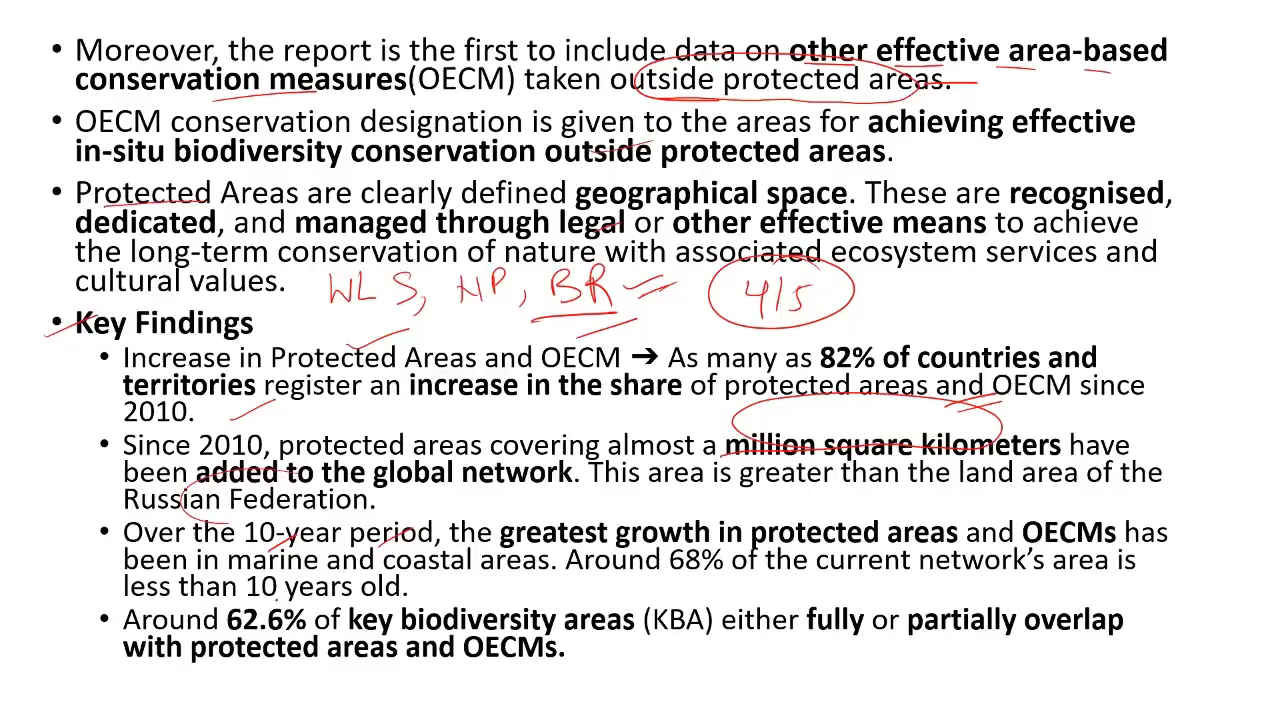 • Moreover, the report is the first to include data on other effective area-based
conservation measures(OECM) taken outside protected areas.
• OECM conservation designation is given to the areas for achieving effective
in-situ biodiversity conservation outside protected areas.
• Protected Areas are clearly defined geographical space. These are recognised,
dedicated, and managed through legal or other effective means to achieve
the long-term conservation of nature with associated ecosystem services and
cultural values.
WLS, NP, BR 4/5
• Key Findings
• Increase in Protected Areas and OECM ➔ As many as 82% of countries and
territories register an increase in the share of protected areas and OECM since
2010.
• Since 2010, protected areas covering almost a million square kilometers have
been added to the global network. This area is greater than the land area of the
Russian Federation.
• Over the 10-year period, the greatest growth in protected areas and OECMs has
been in marine and coastal areas. Around 68% of the current network’s area is
less than 10 years old.
• Around 62.6% of key biodiversity areas (KBA) either fully or partially overlap
with protected areas and OECMs.